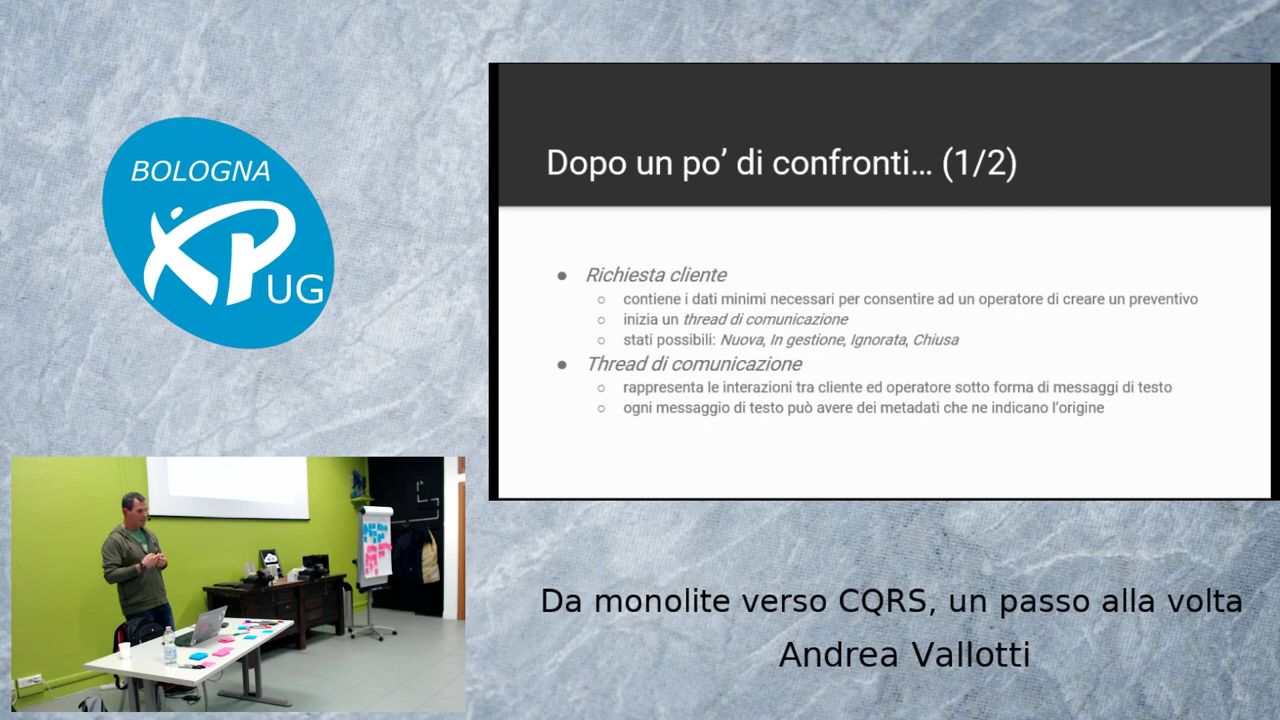 BOLOGNA
XP
UG
Dopo un po’ di confronti... (1/2)
● Richiesta cliente
○ contiene i dati minimi necessari per consentire ad un operatore di creare un preventivo
○ inizia un thread di comunicazione
○ stati possibili: Nuova, In gestione, Ignorata, Chiusa
● Thread di comunicazione
○ rappresenta le interazioni tra cliente ed operatore sotto forma di messaggi di testo
○ ogni messaggio di testo può avere dei metadati che ne indicano l’origine
Da monolite verso CQRS, un passo alla volta
Andrea Vallotti